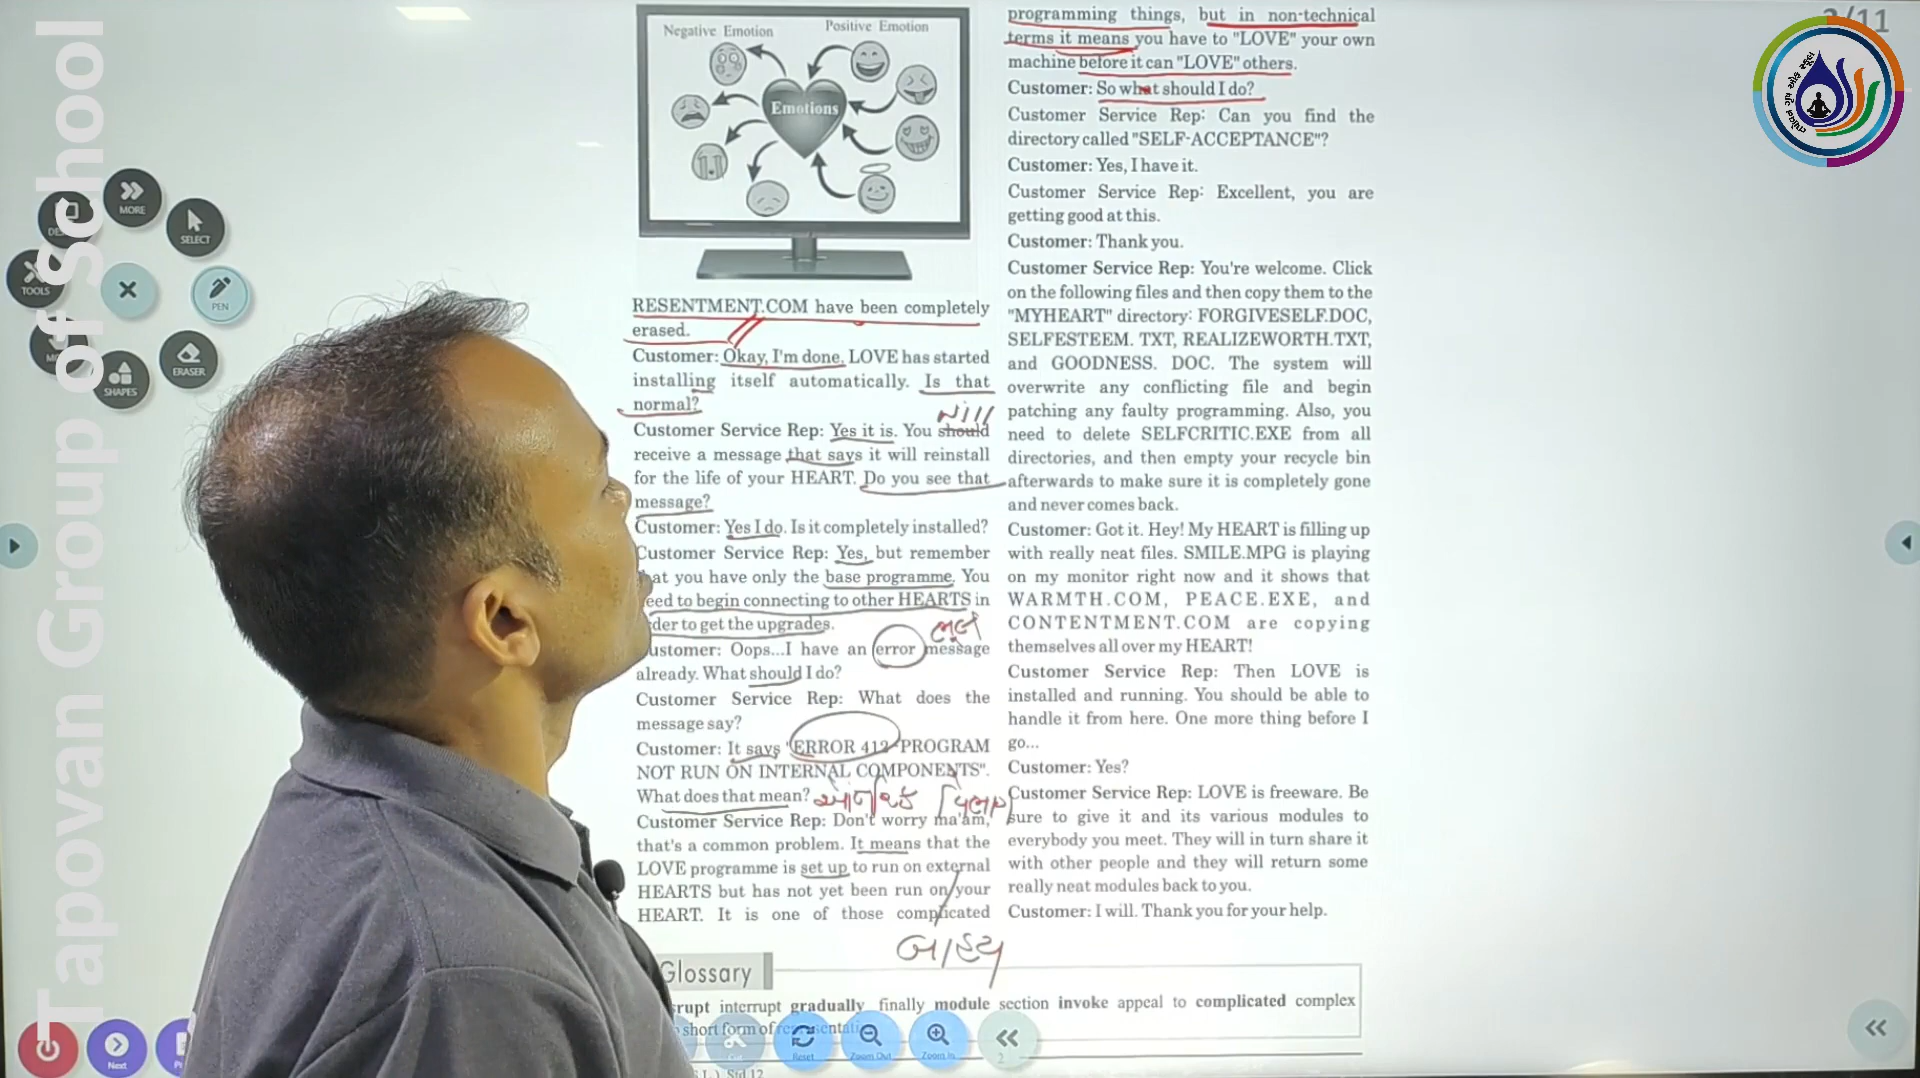 Negative Emotion
Positive Emotion
Emotions
RESENTMENT.COM have been completely
erased.
Customer: Okay, I'm done. LOVE has started
installing itself automatically. Is that
normal?
Customer Service Rep: Yes it is. You should
receive a message that says it will reinstall
for the life of your HEART. Do you see that
message?
Customer: Yes I do. Is it completely installed?
Customer Service Rep: Yes, but remember
at you have only the base programme. You
eed to begin connecting to other HEARTS in
der to get the upgrades.
ustomer: Oops...I have an error message
already. What should I do?
Customer Service Rep: What does the
message say?
Customer: It says "ERROR 412-PROGRAM
NOT RUN ON INTERNAL COMPONENTS".
What does that mean?
Customer Service Rep: Don't worry ma'am,
that's a common problem. It means that the
LOVE programme is set up to run on external
HEARTS but has not yet been run on your
HEART. It is one of those complicated
બાહ્ય
programming things, but in non-technical
terms it means you have to "LOVE" your own
machine before it can "LOVE" others.
Customer: So what should I do?
Customer Service Rep: Can you find the
directory called "SELF-ACCEPTANCE"?
Customer: Yes, I have it.
Customer Service Rep: Excellent, you are
getting good at this.
Customer: Thank you.
Customer Service Rep: You're welcome. Click
on the following files and then copy them to the
"MYHEART" directory: FORGIVESELF.DOC,
SELFESTEEM. TXT, REALIZEWORTH.TXT,
and GOODNESS. DOC. The system will
overwrite any conflicting file and begin
patching any faulty programming. Also, you
need to delete SELFCRITIC.EXE from all
directories, and then empty your recycle bin
afterwards to make sure it is completely gone
and never comes back.
Customer: Got it. Hey! My HEART is filling up
with really neat files. SMILE.MPG is playing
on my monitor right now and it shows that
WARMTH.COM, PEACE.EXE, and
CONTENTMENT.COM are copying
themselves all over my HEART!
Customer Service Rep: Then LOVE is
installed and running. You should be able to
handle it from here. One more thing before I
go...
Customer: Yes?
Customer Service Rep: LOVE is freeware. Be
sure to give it and its various modules to
everybody you meet. They will in turn share it
with other people and they will return some
really neat modules back to you.
Customer: I will. Thank you for your help.
Glossary
rupt interrupt gradually finally module section invoke appeal to complicated complex
short form of
Std.12
/11
MORE
SELECT
TOOLS
PEN
ERASER
SHAPES
Next
Reset
Zoom Out
Zoom In
2
Tapovan Group of School